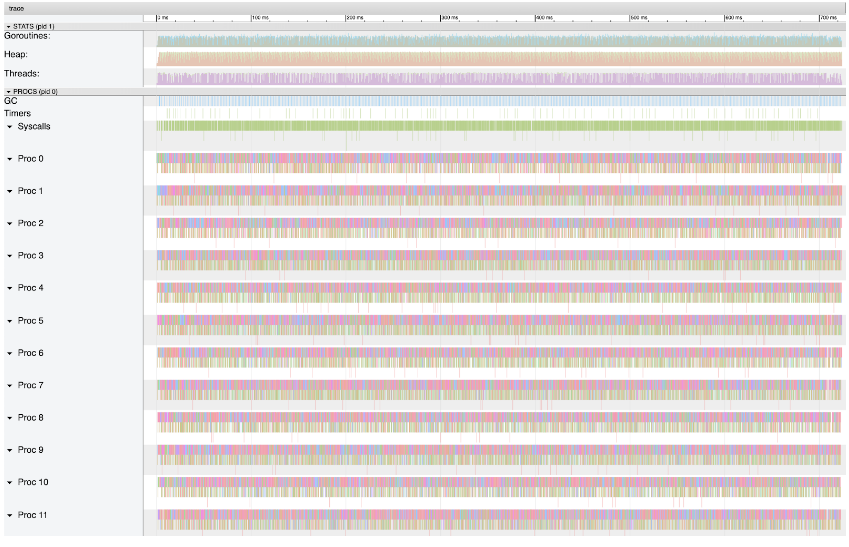 trace
0 ms 100 ms 200 ms 300 ms 400 ms 500 ms 600 ms 700 ms
STATS (pid 1)
Goroutines:
Heap:
Threads:
PROCS (pid 0)
GC
Timers
Syscalls
Proc 0
Proc 1
Proc 2
Proc 3
Proc 4
Proc 5
Proc 6
Proc 7
Proc 8
Proc 9
Proc 10
Proc 11